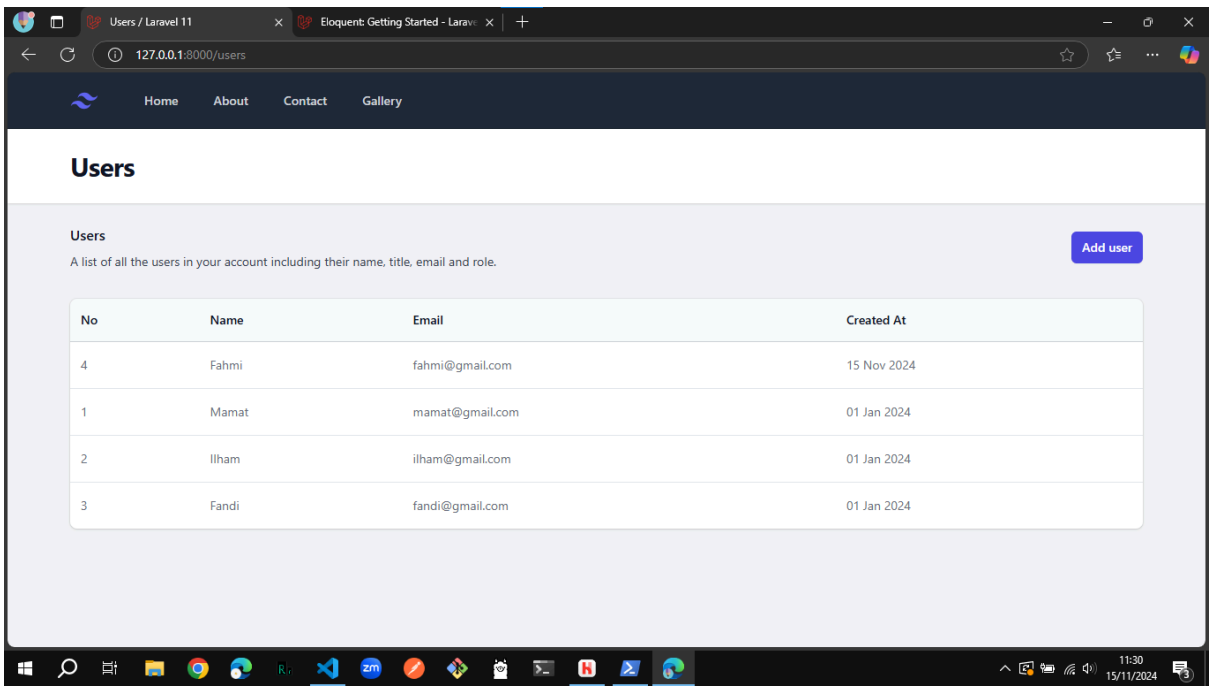 Users / Laravel 11
Eloquent: Getting Started - Larave
127.0.0.1:8000/users
Home About Contact Gallery
Users
Users
Add user
A list of all the users in your account including their name, title, email and role.
No Name Email Created At
4 Fahmi fahmi@gmail.com 15 Nov 2024
1 Mamat mamat@gmail.com 01 Jan 2024
2 Ilham ilham@gmail.com 01 Jan 2024
3 Fandi fandi@gmail.com 01 Jan 2024
zm
11:30
15/11/2024
3